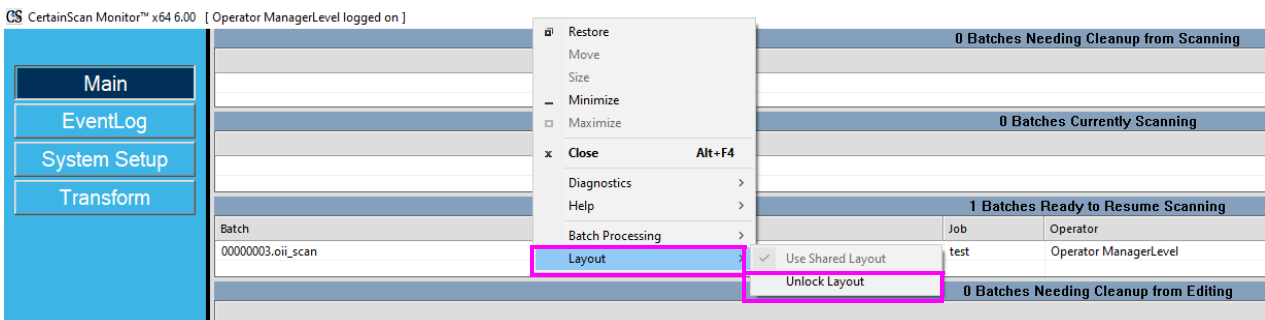 CS CertainScan Monitor™ x64 6.00 [ Operator ManagerLevel logged on ]
Main
EventLog
System Setup
Transform
0 Batches Needing Cleanup from Scanning
0 Batches Currently Scanning
1 Batches Ready to Resume Scanning
Batch Job Operator
00000003.oii_scan test Operator ManagerLevel
0 Batches Needing Cleanup from Editing
Restore
Move
Size
Minimize
Maximize
x Close Alt+F4
Diagnostics
Help
Batch Processing
Layout
Use Shared Layout
Unlock Layout